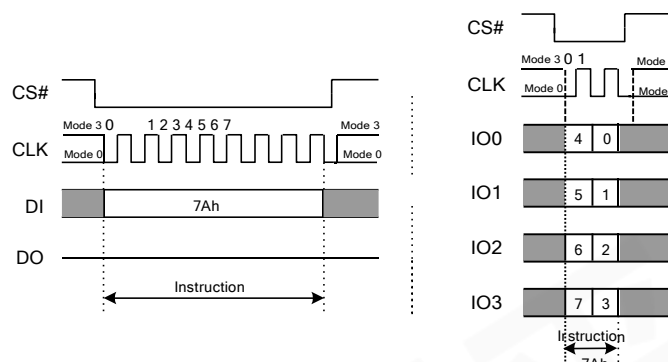 CS#
Mode 3 0 1 2 3 4 5 6 7 Mode 3
CLK
Mode 0 Mode 0
DI
7Ah
DO
Instruction
CS#
Mode 3 0 1 Mode
CLK
Mode 0 Mode
IO0
4 0
IO1
5 1
IO2
6 2
IO3
7 3
Instruction
7Ah